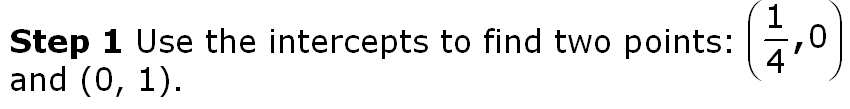 Step 1 Use the intercepts to find two points: (1/4, 0)
and (0, 1).